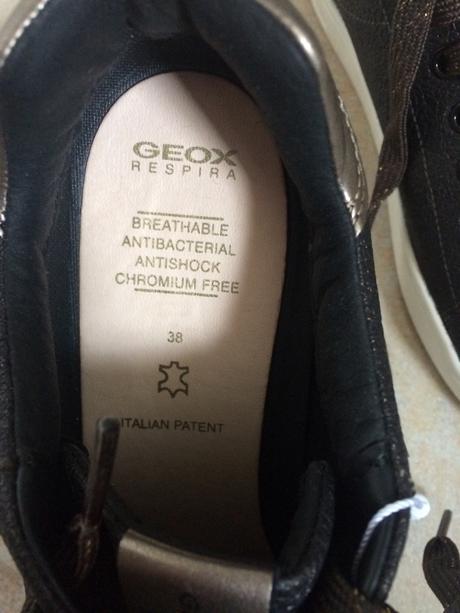 GEOX
RESPIRA
BREATHABLE
ANTIBACTERIAL
ANTISHOCK
CHROMIUM FREE
38
ITALIAN PATENT